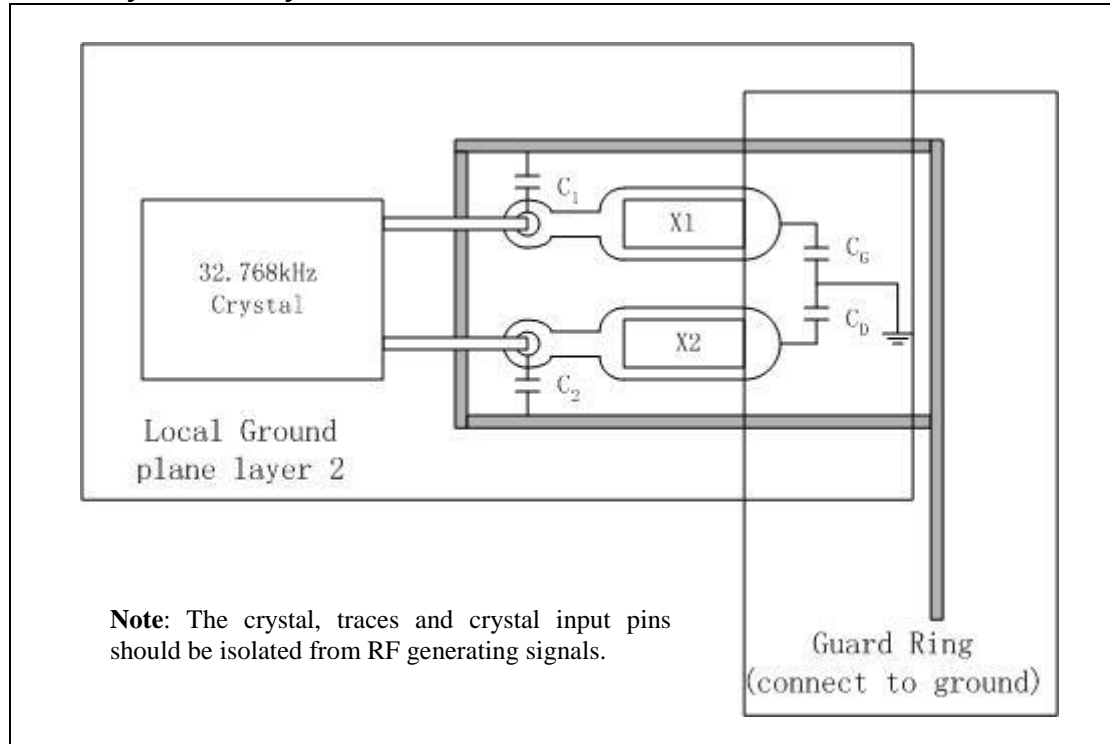 C1
X1
CG
32.768kHz
Crystal
CD
X2
C2
Local Ground
plane layer 2
Note: The crystal, traces and crystal input pins
should be isolated from RF generating signals.
Guard Ring
(connect to ground)